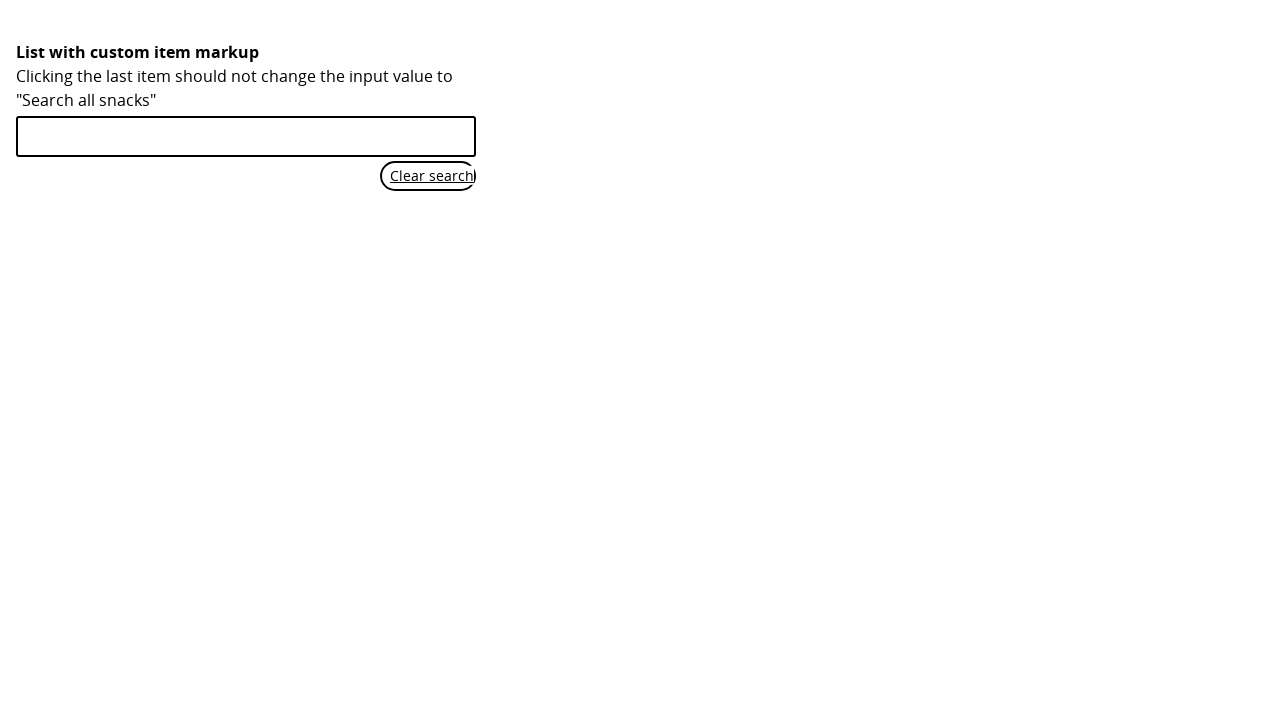 List with custom item markup
Clicking the last item should not change the input value to
"Search all snacks"
Clear search